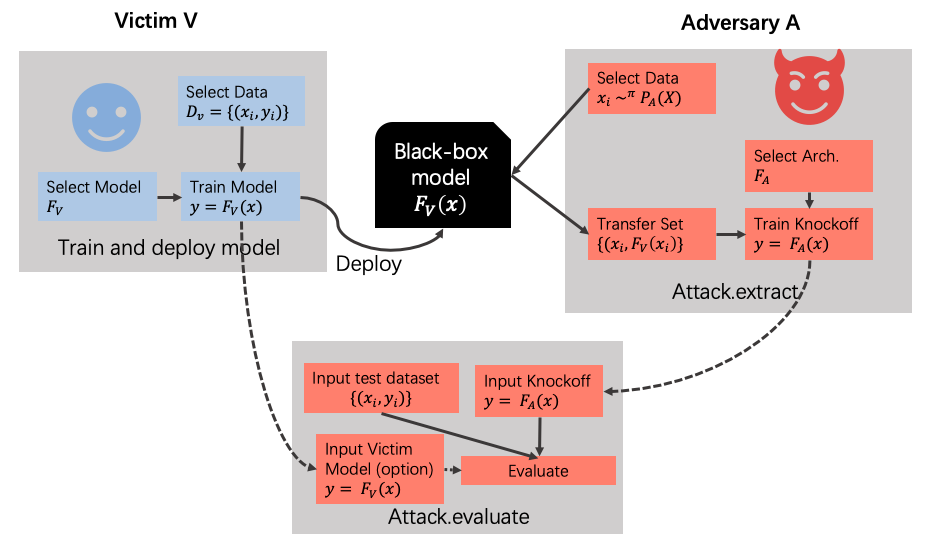 Victim V
Adversary A
Select Data
D_v = {(x_i, y_i)}
Select Model
F_V
Train Model
y = F_V(x)
Train and deploy model
Deploy
Black-box
model
F_V(x)
Select Data
x_i ~^π P_A(X)
Select Arch.
F_A
Transfer Set
{(x_i, F_V(x_i)}
Train Knockoff
y = F_A(x)
Attack.extract
Input test dataset
{(x_i, y_i)}
Input Knockoff
y = F_A(x)
Input Victim
Model (option)
y = F_V(x)
Evaluate
Attack.evaluate